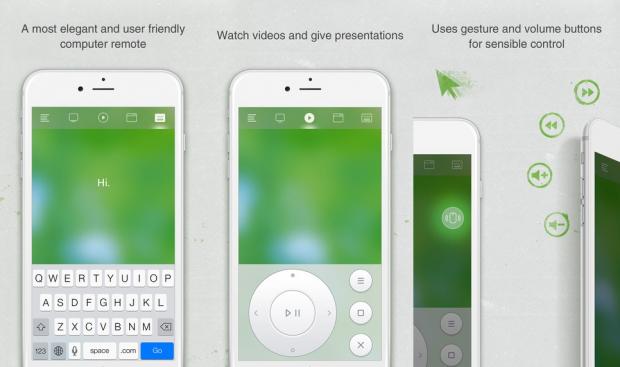 A most elegant and user friendly
computer remote
Watch videos and give presentations
Uses gesture and volume buttons
for sensible control
Hi.
Q W E R T Y U I O P
A S D F G H J K L
Z X C V B N M
123 space .com Go